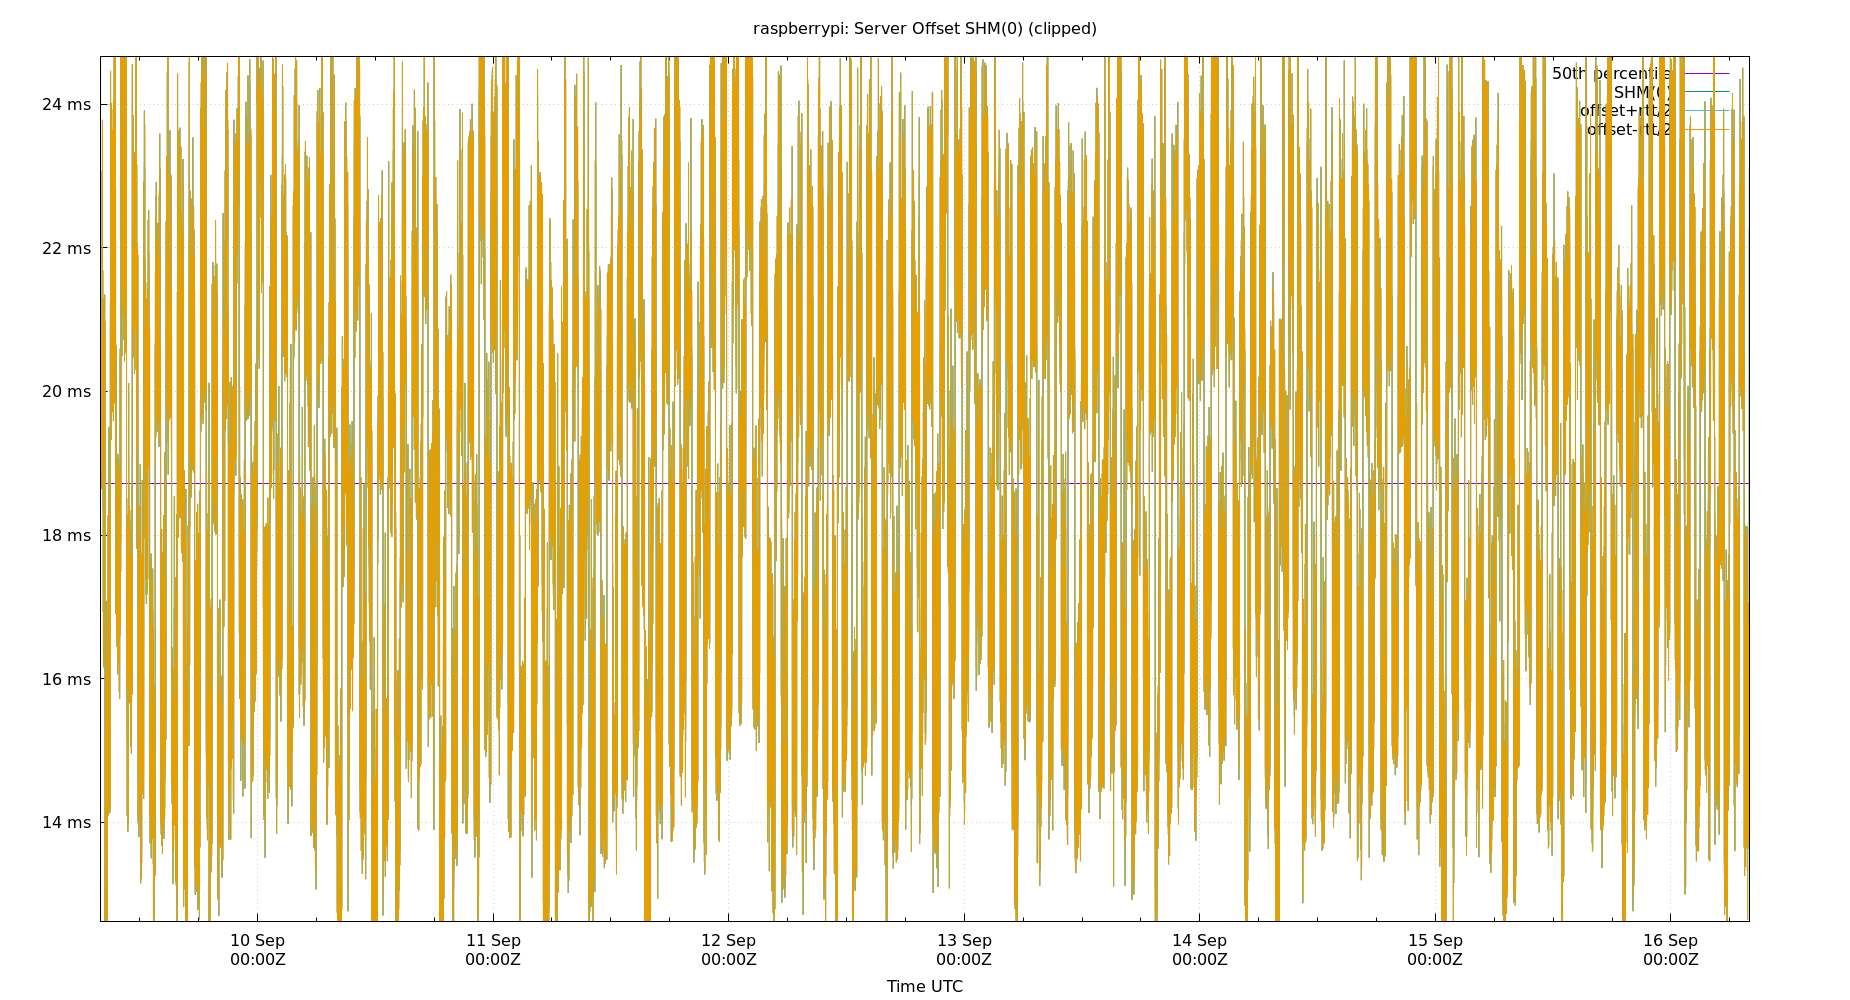 raspberrypi: Server Offset SHM(0) (clipped)
50th percentile
SHM(0)
offset+rtt/2
offset-rtt/2
24 ms
22 ms
20 ms
18 ms
16 ms
14 ms
10 Sep 11 Sep 12 Sep 13 Sep 14 Sep 15 Sep 16 Sep
00:00Z 00:00Z 00:00Z 00:00Z 00:00Z 00:00Z 00:00Z
Time UTC